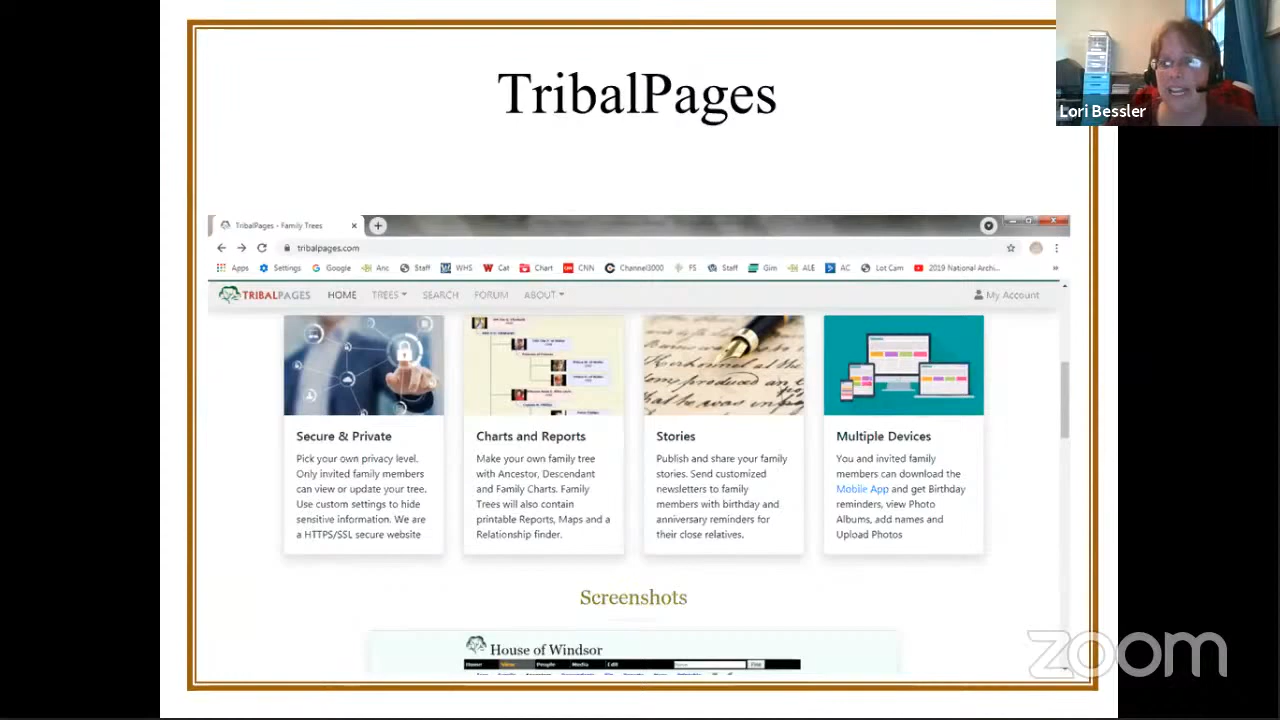 TribalPages
Lori Bessler
TribalPages - Family Trees
tribalpages.com
Apps Settings Google Anc Staff WHS Cat Chart CNN Channel3000 FS Staff Gim ALE AC Lot Cam 2019 National Archi...
TRIBALPAGES HOME TREES SEARCH FORUM ABOUT My Account
Secure & Private
Pick your own privacy level.
Only invited family members
can view or update your tree.
Use custom settings to hide
sensitive information. We are
a HTTPS/SSL secure website
Charts and Reports
Make your own family tree
with Ancestor, Descendant
and Family Charts. Family
Trees will also contain
printable Reports, Maps and a
Relationship finder.
Stories
Publish and share your family
stories. Send customized
newsletters to family
members with birthday and
anniversary reminders for
their close relatives.
Multiple Devices
You and invited family
members can download the
Mobile App and get Birthday
reminders, view Photo
Albums, add names and
Upload Photos
Screenshots
House of Windsor
Home View People Media Edit
zoom